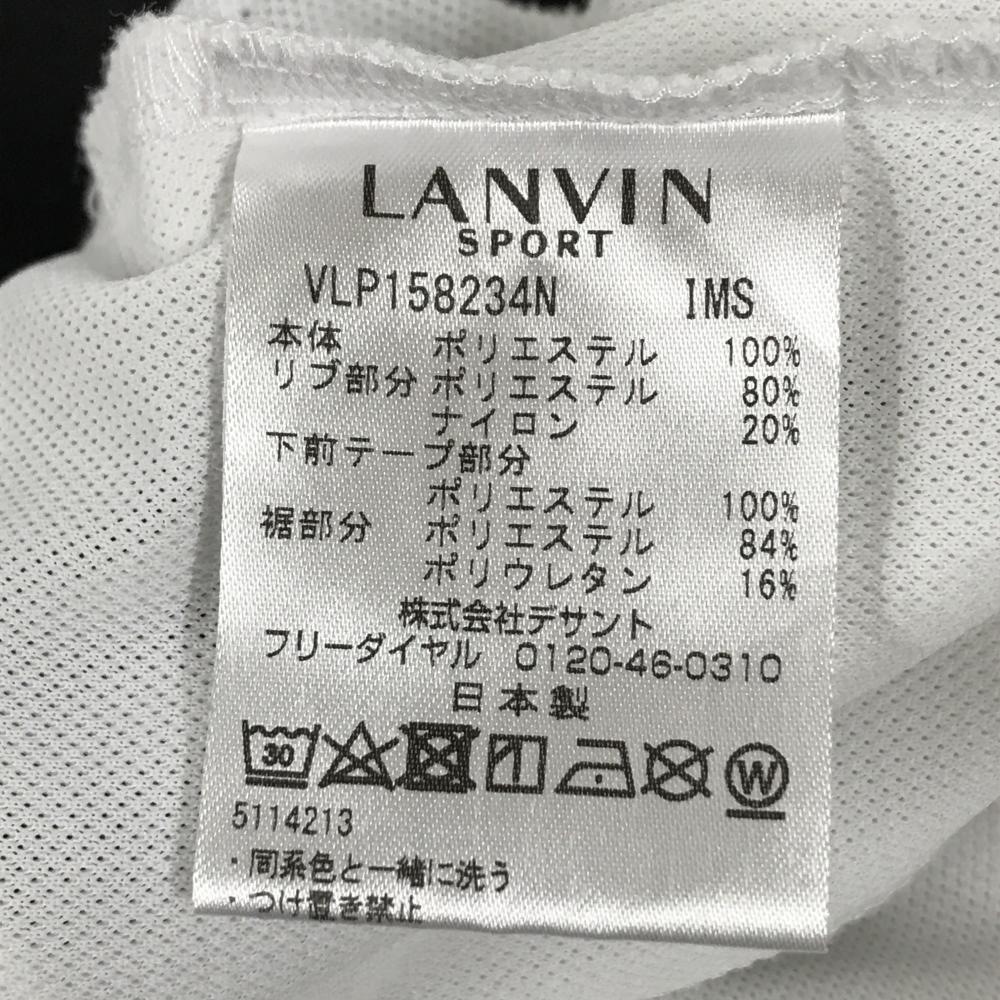 LANVIN
SPORT
VLP158234N IMS
本体 ポリエステル 100%
リブ部分 ポリエステル 80%
ナイロン 20%
下前テープ部分
ポリエステル 100%
裾部分 ポリエステル 84%
ポリウレタン 16%
株式会社デサント
フリーダイヤル 0120-46-0310
日本製
30 W
5114213
・同系色と一緒に洗う
・つけ置き禁止